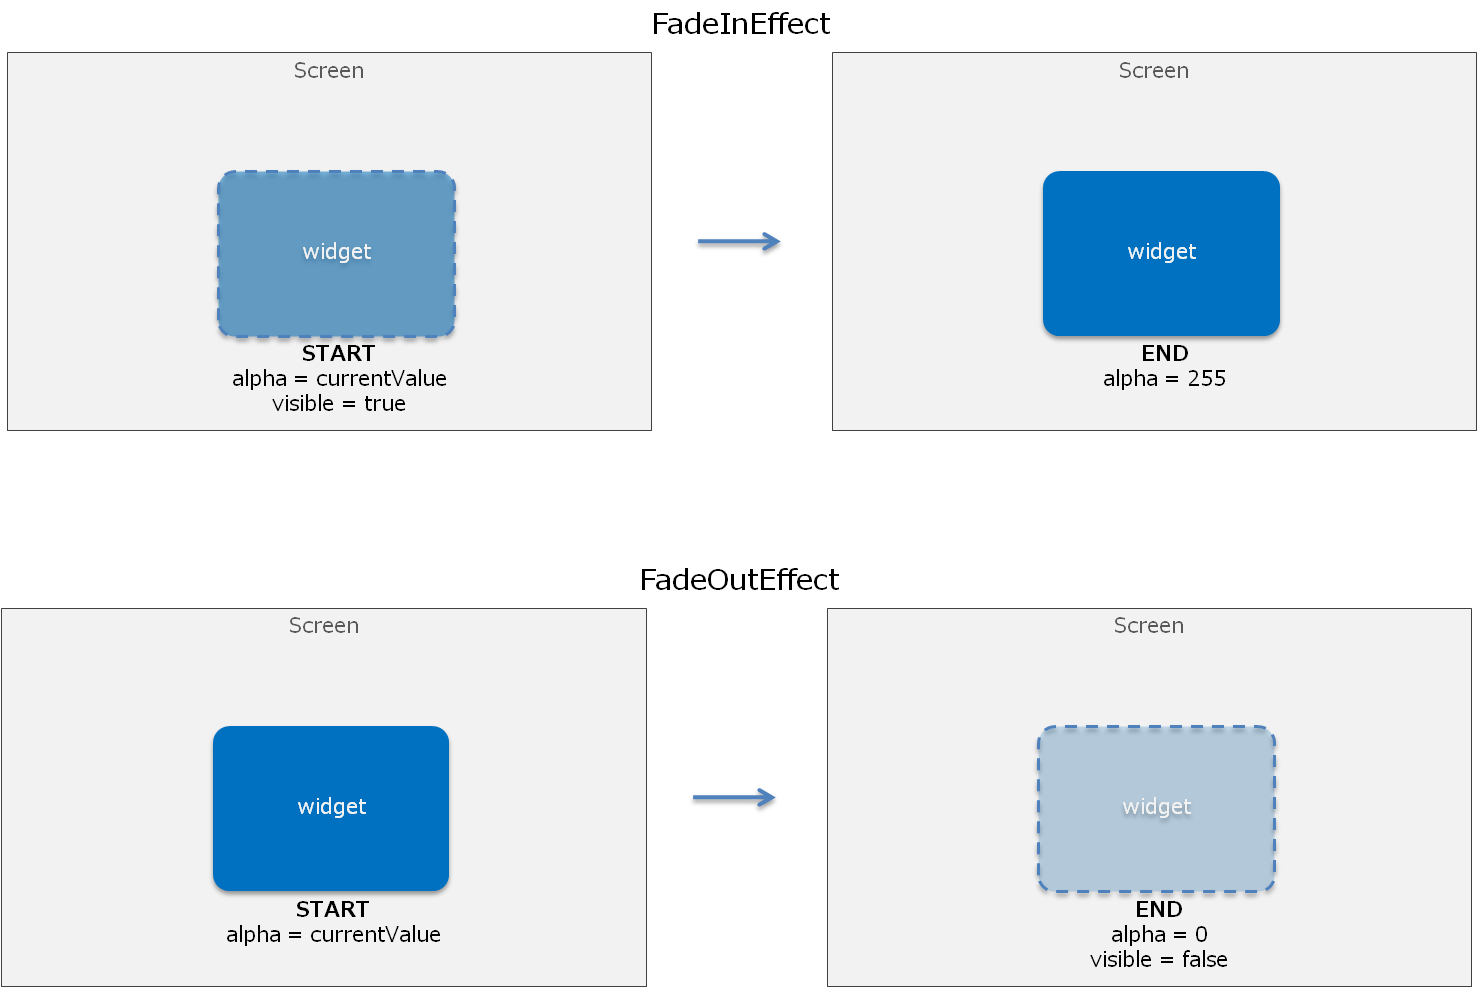 FadeInEffect
Screen
widget
START
alpha = currentValue
visible = true
Screen
widget
END
alpha = 255
FadeOutEffect
Screen
widget
START
alpha = currentValue
Screen
widget
END
alpha = 0
visible = false